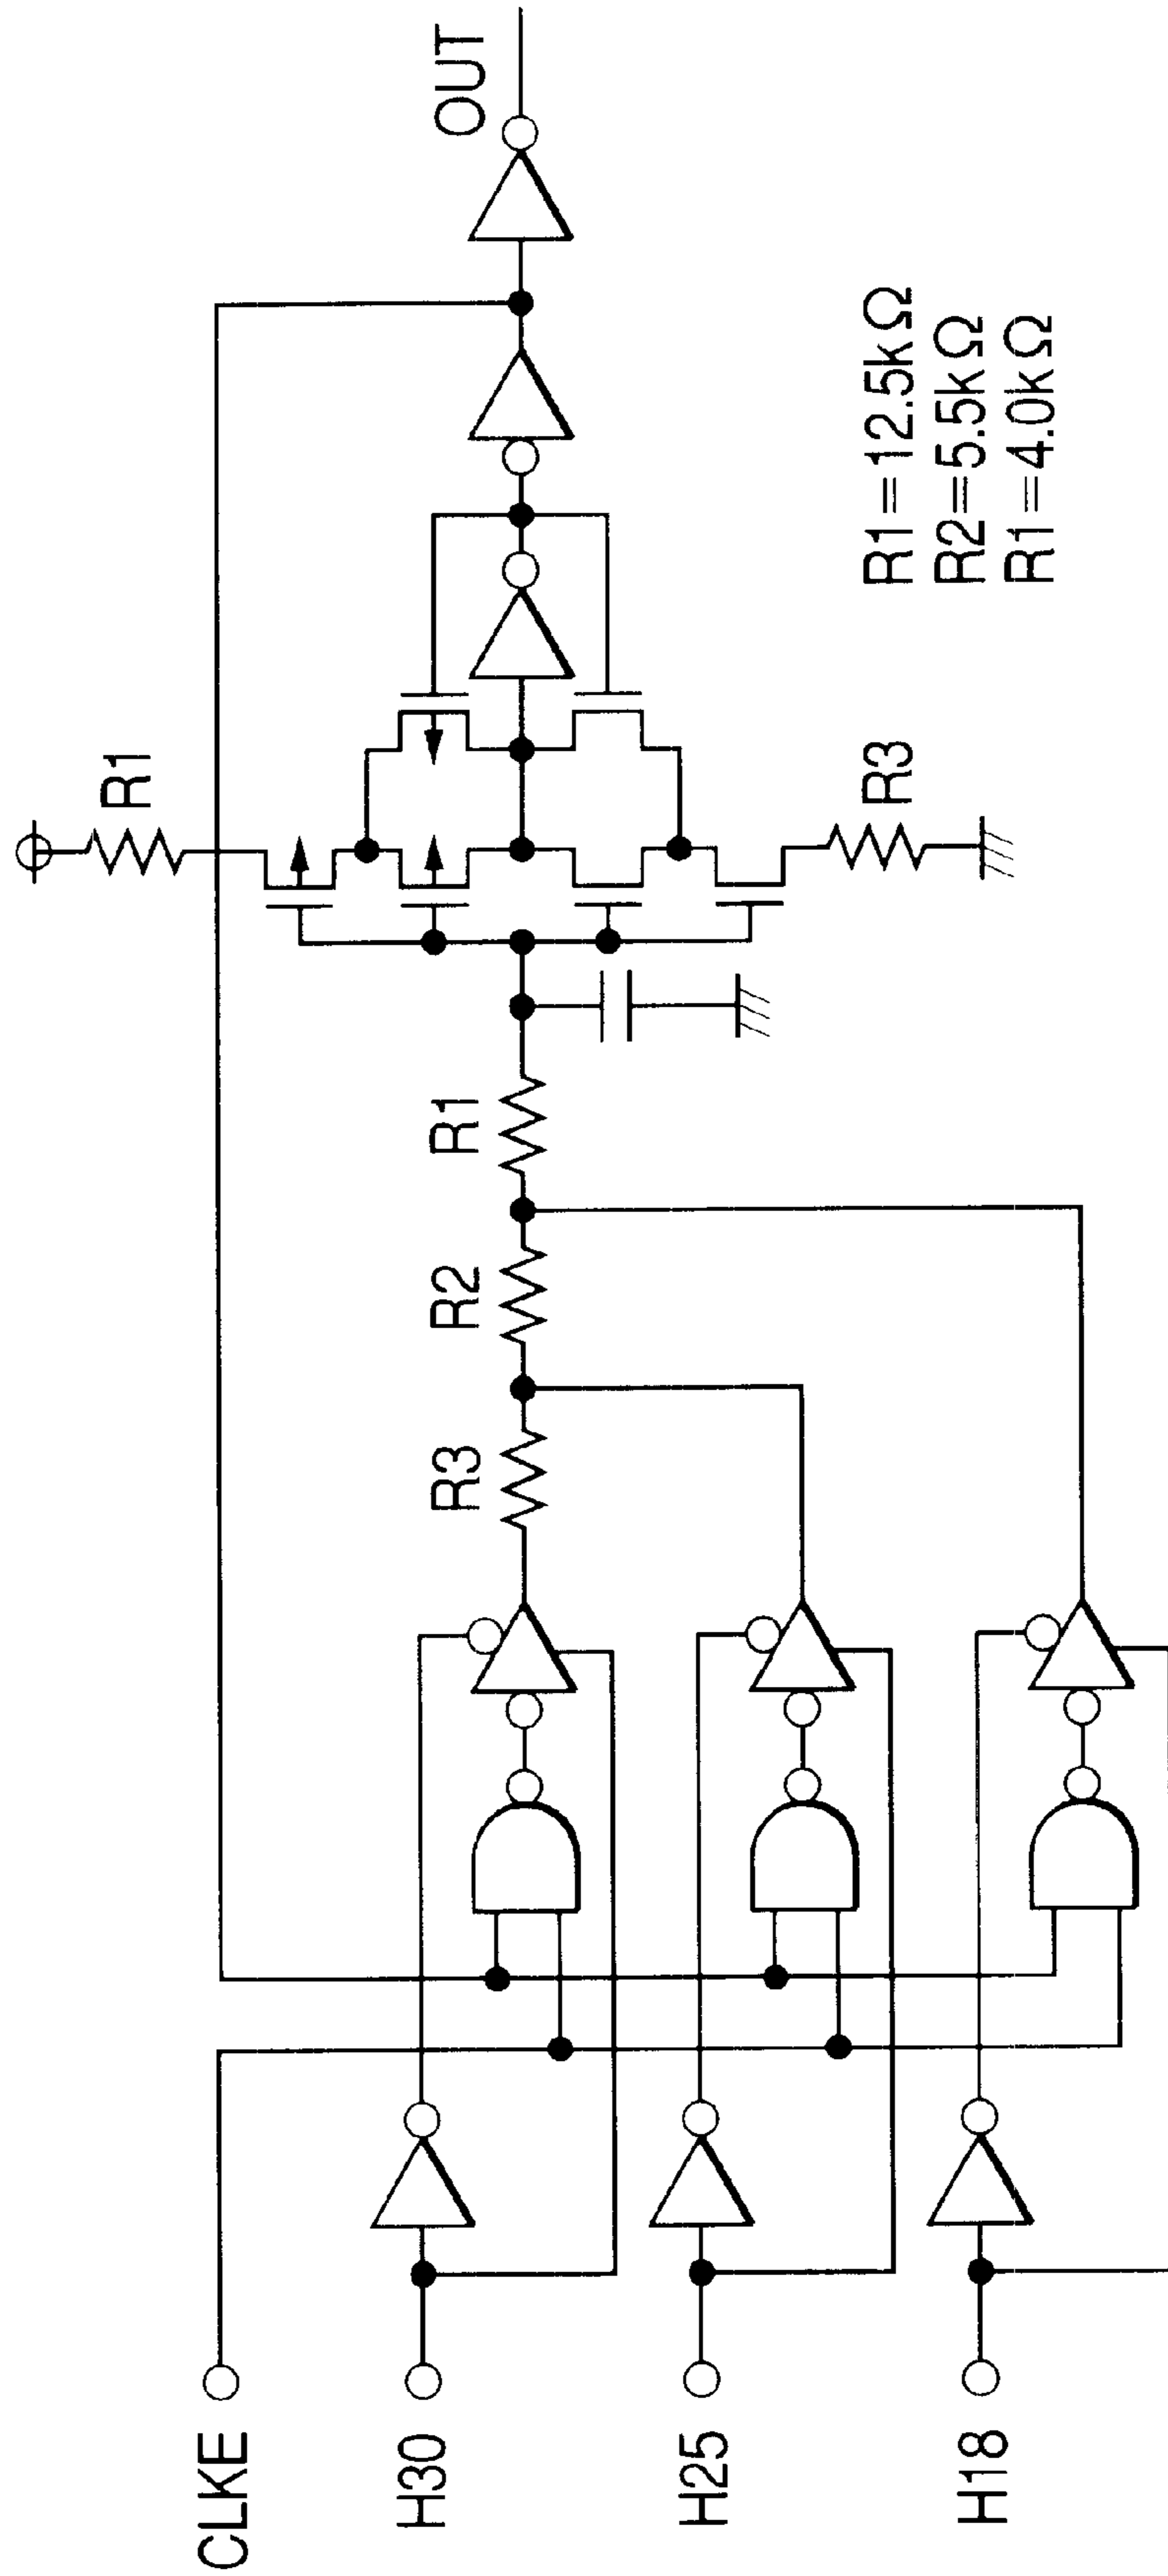 CLKE
H30
H25
H18
R3
R2
R1
R1
R3
OUT
R1=12.5kΩ
R2=5.5kΩ
R1=4.0kΩ